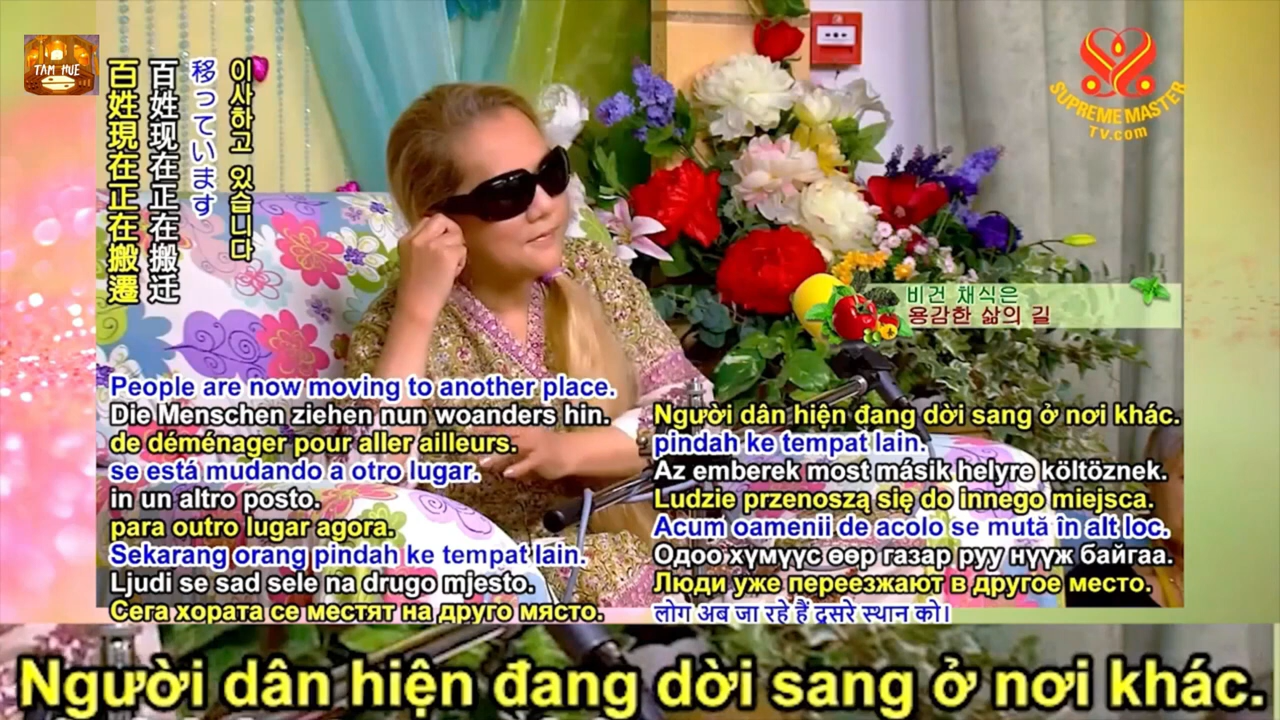 TAM HUE
百姓現在正在搬遷
百姓现在正在搬迁
移っています
이사하고 있습니다
SUPREME MASTER
TV.com
비건 채식은
용감한 삶의 길
People are now moving to another place.
Die Menschen ziehen nun woanders hin.
de déménager pour aller ailleurs.
se está mudando a otro lugar.
in un altro posto.
para outro lugar agora.
Sekarang orang pindah ke tempat lain.
Ljudi se sad sele na drugo mjesto.
Сега хората се местят на друго място.
Người dân hiện đang dời sang ở nơi khác.
pindah ke tempat lain.
Az emberek most másik helyre költöznek.
Ludzie przenoszą się do innego miejsca.
Acum oamenii de acolo se mută în alt loc.
Одоо хүмүүс өөр газар руу нүүж байгаа.
Люди уже переезжают в другое место.
लोग अब जा रहे हैं दूसरे स्थान को।
Người dân hiện đang dời sang ở nơi khác.